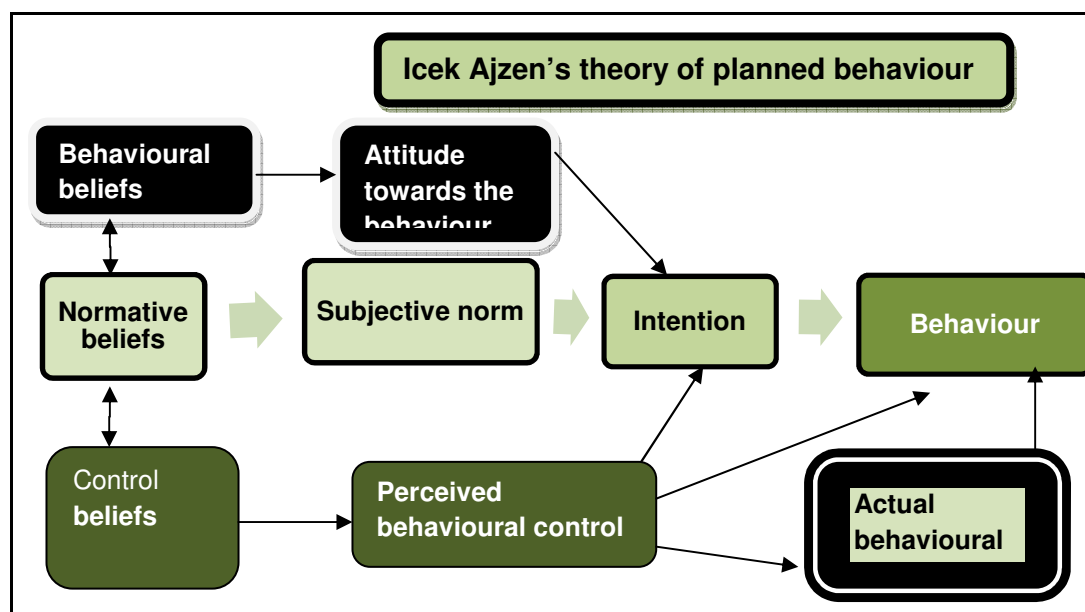 Icek Ajzen’s theory of planned behaviour
Behavioural
beliefs
Attitude
towards the
behaviour
Normative
beliefs
Subjective norm
Intention
Behaviour
Control
beliefs
Perceived
behavioural control
Actual
behavioural